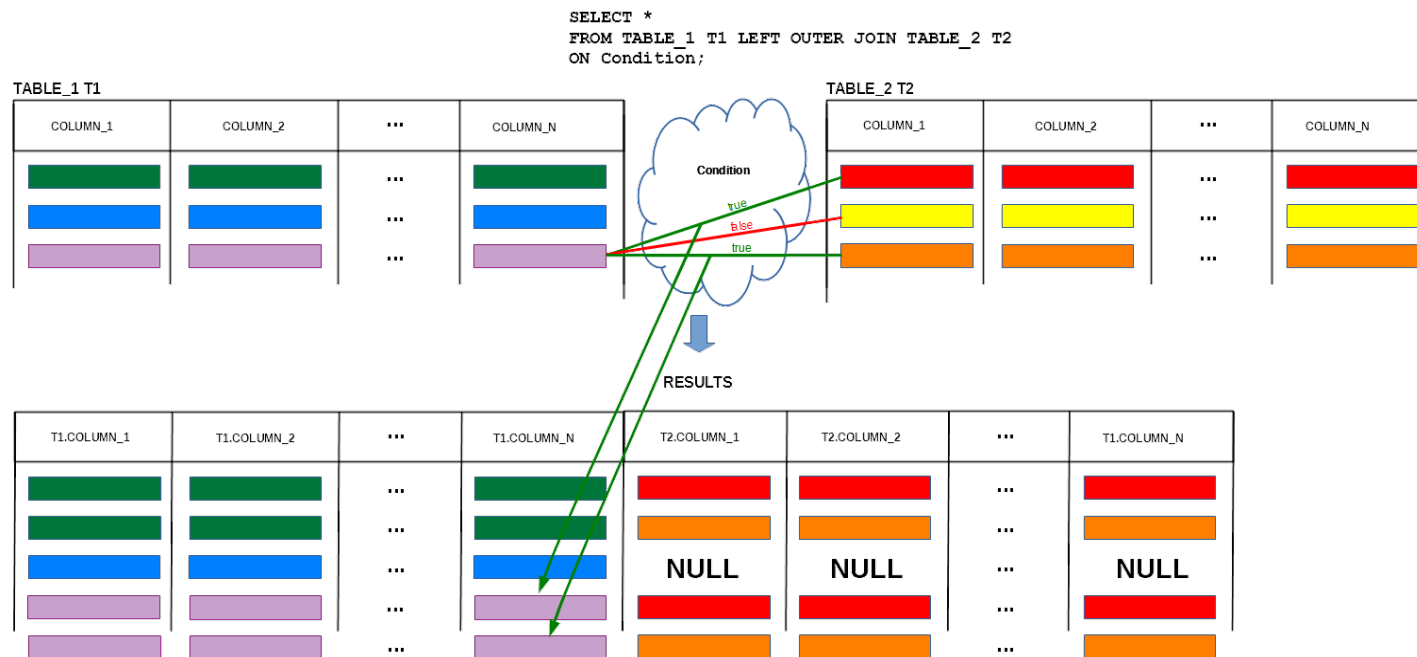 SELECT *
FROM TABLE_1 T1 LEFT OUTER JOIN TABLE_2 T2
ON Condition;
TABLE_1 T1
TABLE_2 T2
COLUMN_1 COLUMN_2 ... COLUMN_N
Condition
COLUMN_1 COLUMN_2 ... COLUMN_N
... ...
true
... ...
false
... ...
true
RESULTS
T1.COLUMN_1 T1.COLUMN_2 ... T1.COLUMN_N T2.COLUMN_1 T2.COLUMN_2 ... T1.COLUMN_N
... ...
... ...
... NULL NULL ... NULL
... ...
... ...